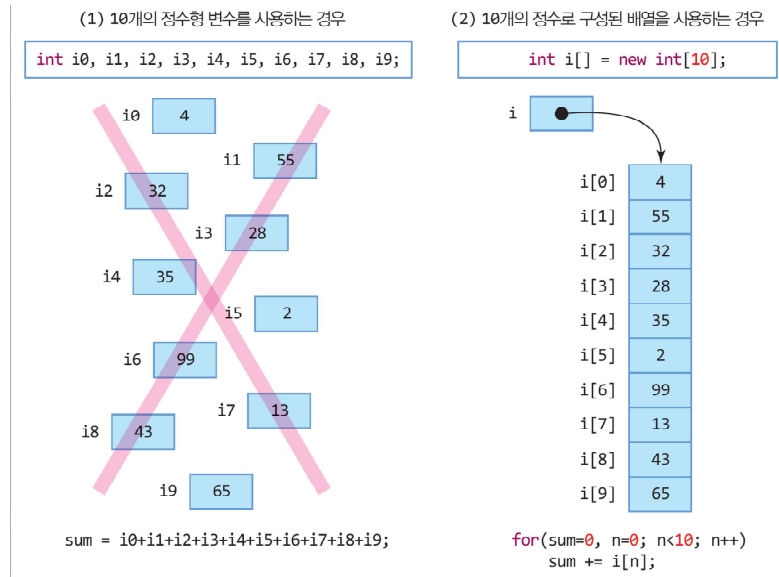 (1) 10개의 정수형 변수를 사용하는 경우
int i0, i1, i2, i3, i4, i5, i6, i7, i8, i9;
i0 4
i1 55
i2 32
i3 28
i4 35
i5 2
i6 99
i7 13
i8 43
i9 65
sum = i0+i1+i2+i3+i4+i5+i6+i7+i8+i9;
(2) 10개의 정수로 구성된 배열을 사용하는 경우
int i[] = new int[10];
i
i[0] 4
i[1] 55
i[2] 32
i[3] 28
i[4] 35
i[5] 2
i[6] 99
i[7] 13
i[8] 43
i[9] 65
for(sum=0, n=0; n<10; n++)
sum += i[n];